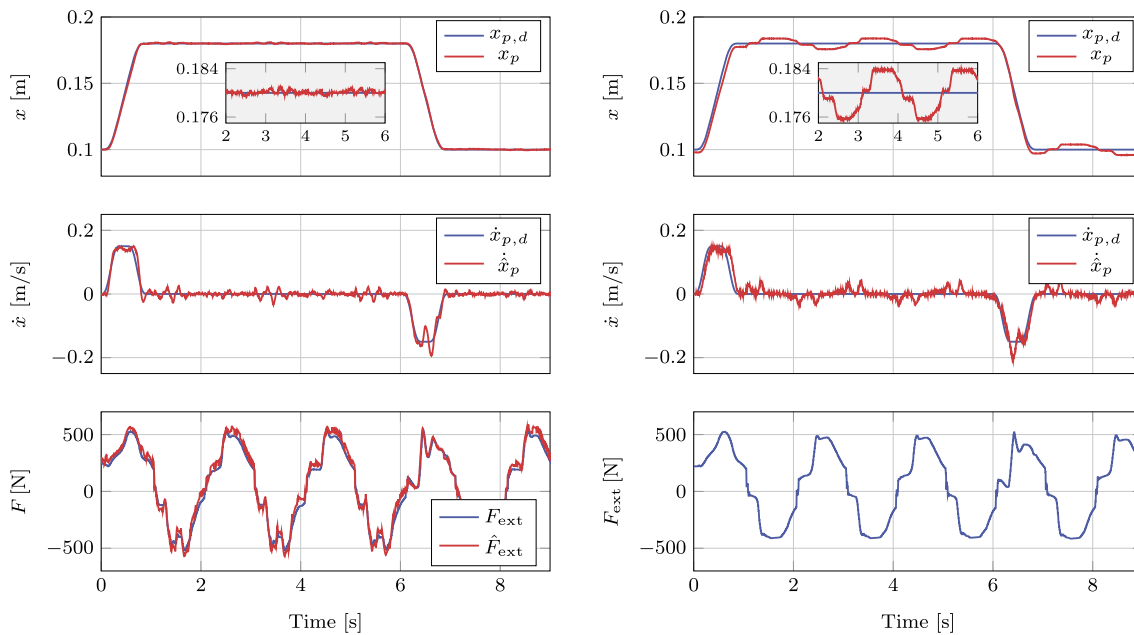 0.2
0.15
0.1
x [m]
x_{p,d}
x_p
0.184
0.176
2 3 4 5 6
0.2
0
−0.2
ẋ [m/s]
ẋ_{p,d}
\dot{\hat{x}}_p
500
0
−500
F [N]
F_ext
F̂_ext
0 2 4 6 8
Time [s]
0.2
0.15
0.1
x [m]
x_{p,d}
x_p
0.184
0.176
2 3 4 5 6
0.2
0
−0.2
ẋ [m/s]
ẋ_{p,d}
\dot{\hat{x}}_p
500
0
−500
F_ext [N]
0 2 4 6 8
Time [s]